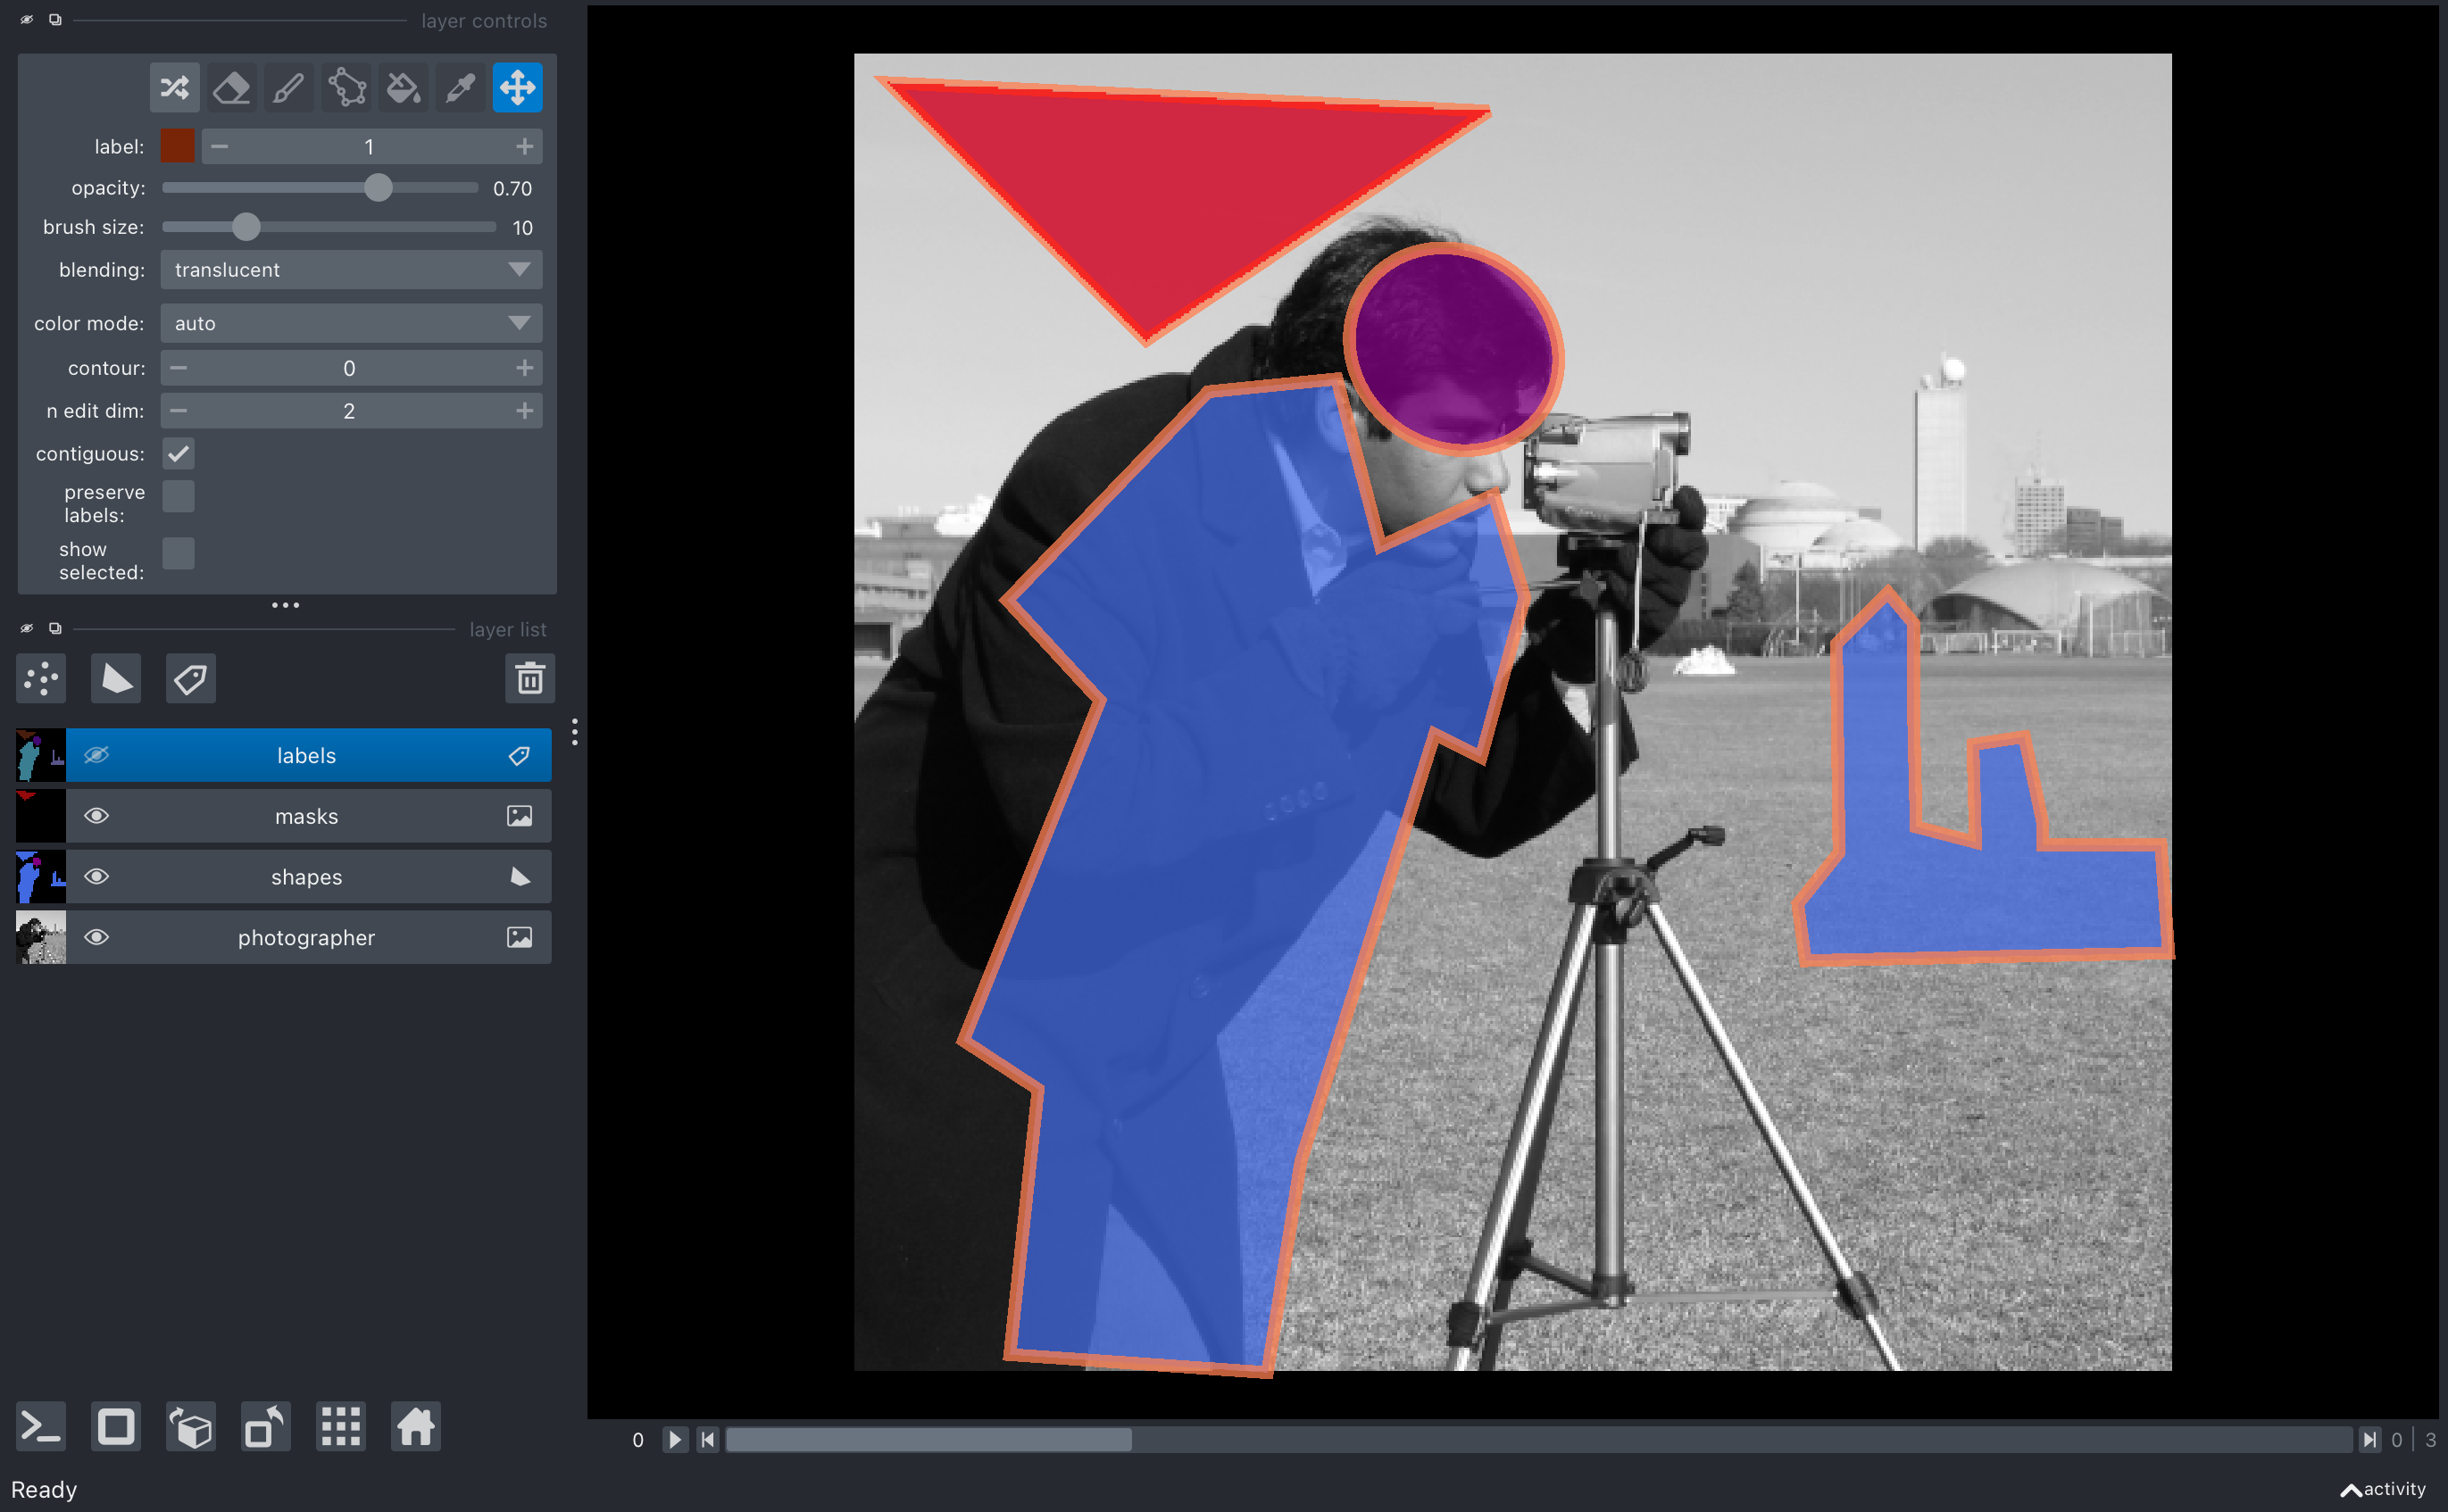 layer controls
label: 1
opacity: 0.70
brush size: 10
blending: translucent
color mode: auto
contour: 0
n edit dim: 2
contiguous:
preserve
labels:
show
selected:
layer list
labels
masks
shapes
photographer
0 0 | 3
Ready activity